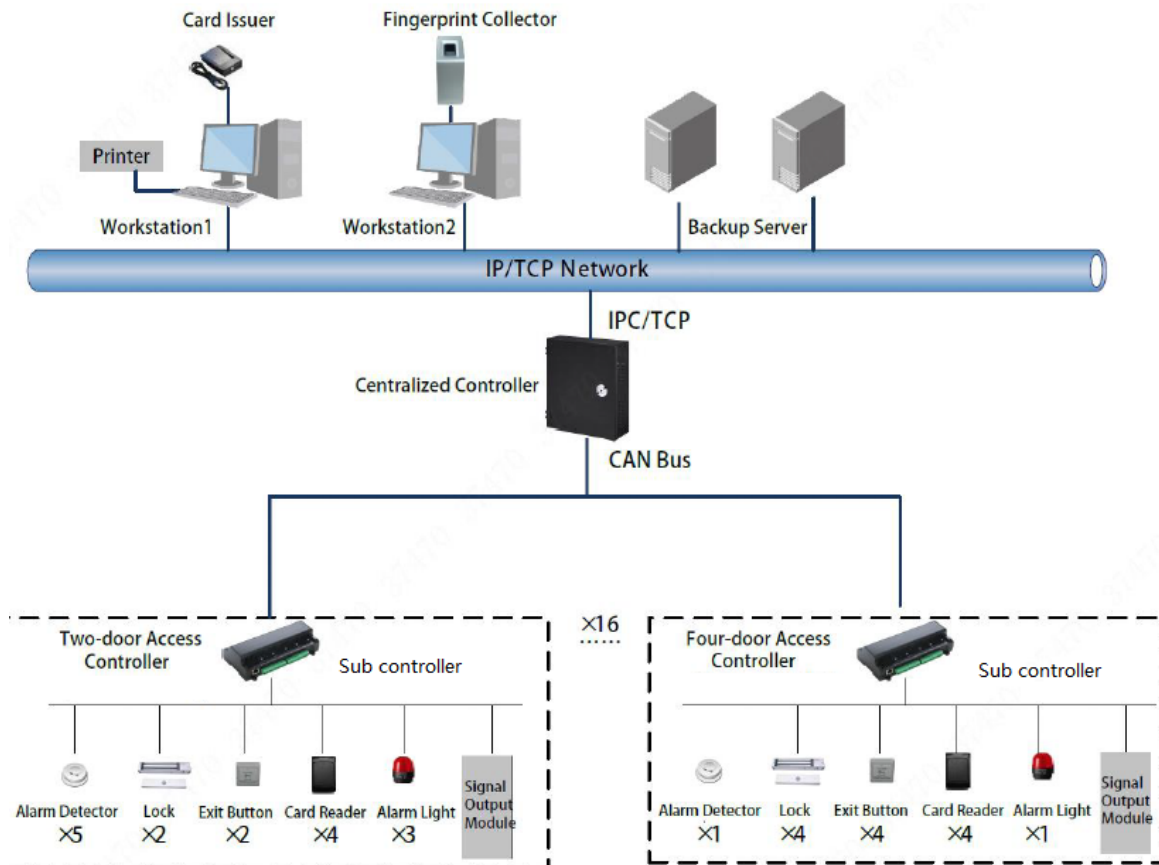 Card Issuer
Fingerprint Collector
Printer
Workstation1
Workstation2
Backup Server
IP/TCP Network
IPC/TCP
Centralized Controller
CAN Bus
Two-door Access
Controller
Sub controller
×16
......
Four-door Access
Controller
Sub controller
Alarm Detector
×5
Lock
×2
Exit Button
×2
Card Reader
×4
Alarm Light
×3
Signal
Output
Module
Alarm Detector
×1
Lock
×4
Exit Button
×4
Card Reader
×4
Alarm Light
×1
Signal
Output
Module